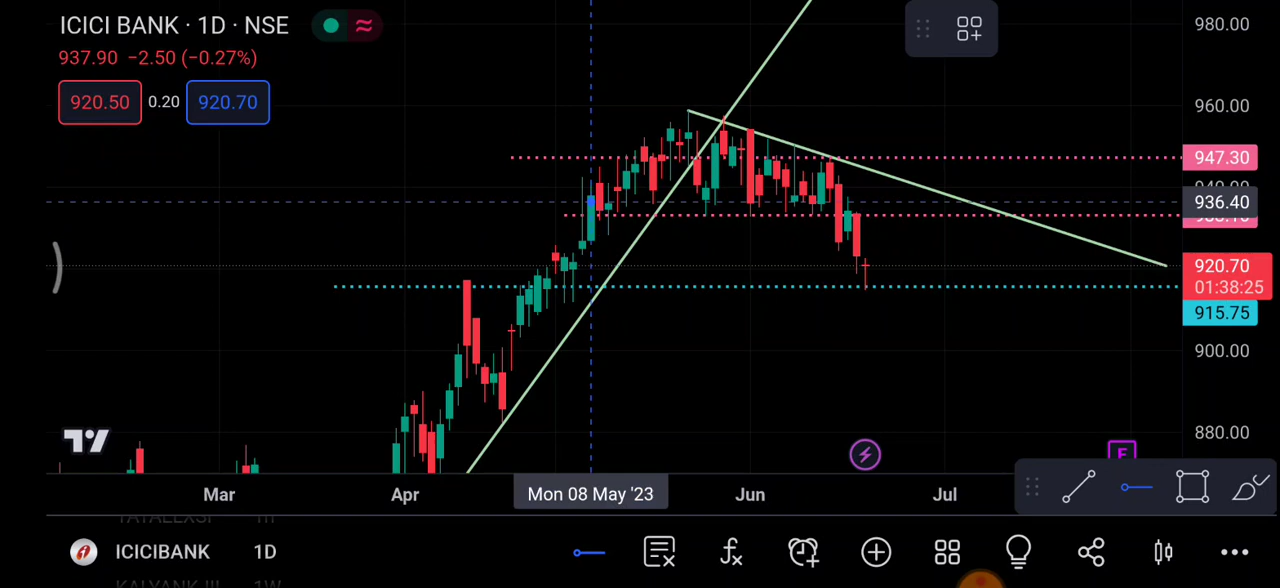 ICICI BANK · 1D · NSE
937.90 −2.50 (−0.27%)
920.50 0.20 920.70
980.00
960.00
947.30
936.40
920.70
01:38:25
915.75
900.00
880.00
E
Mar Apr Mon 08 May '23 Jun Jul
ICICIBANK 1D